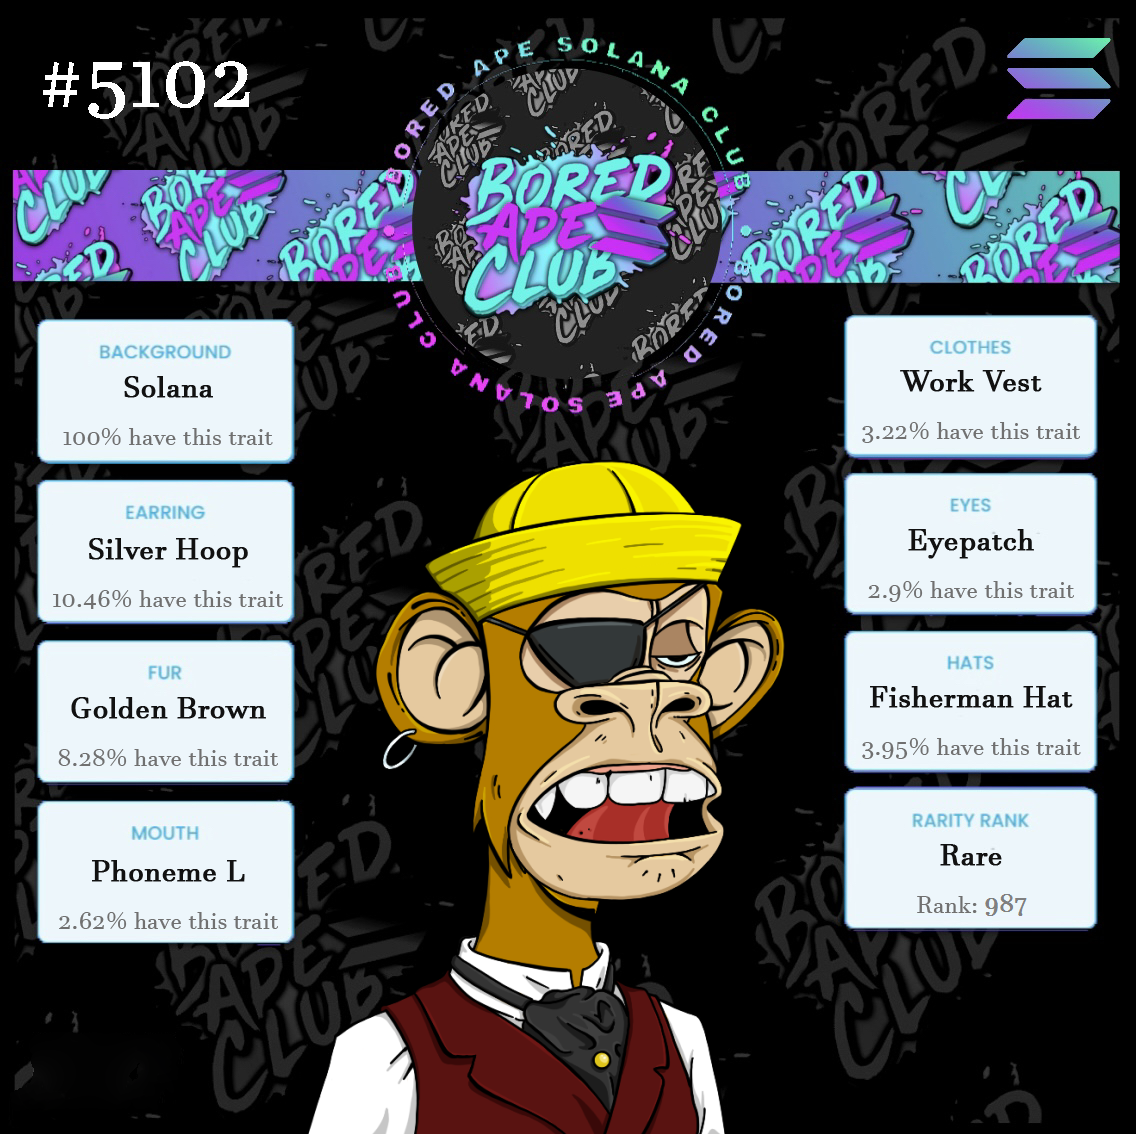 #5102
BORED APE SOLANA CLUB
BORED APE SOLANA CLUB
BORED
APE
CLUB
BACKGROUND
Solana
100% have this trait
EARRING
Silver Hoop
10.46% have this trait
FUR
Golden Brown
8.28% have this trait
MOUTH
Phoneme L
2.62% have this trait
CLOTHES
Work Vest
3.22% have this trait
EYES
Eyepatch
2.9% have this trait
HATS
Fisherman Hat
3.95% have this trait
RARITY RANK
Rare
Rank: 987